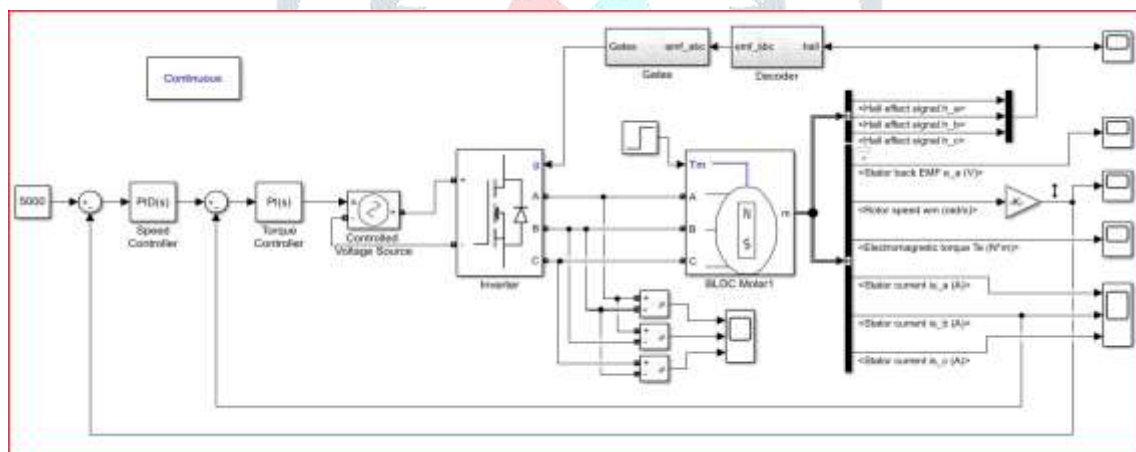 Gates emf_abc
Gates
emf_abc hall
Decoder
Continuous
<Hall effect signal h_a>
<Hall effect signal h_b>
<Hall effect signal h_c>
<Stator back EMF e_a (V)>
<Rotor speed wm (rad/s)>
<Electromagnetic torque Te (N*m)>
<Stator current is_a (A)>
<Stator current is_b (A)>
<Stator current is_c (A)>
5000
PID(s)
Speed
Controller
PI(s)
Torque
Controller
Controlled
Voltage Source
g
A
B
C
Inverter
Tm
A
B
C
N
S
m
BLDC Motor1
-K-